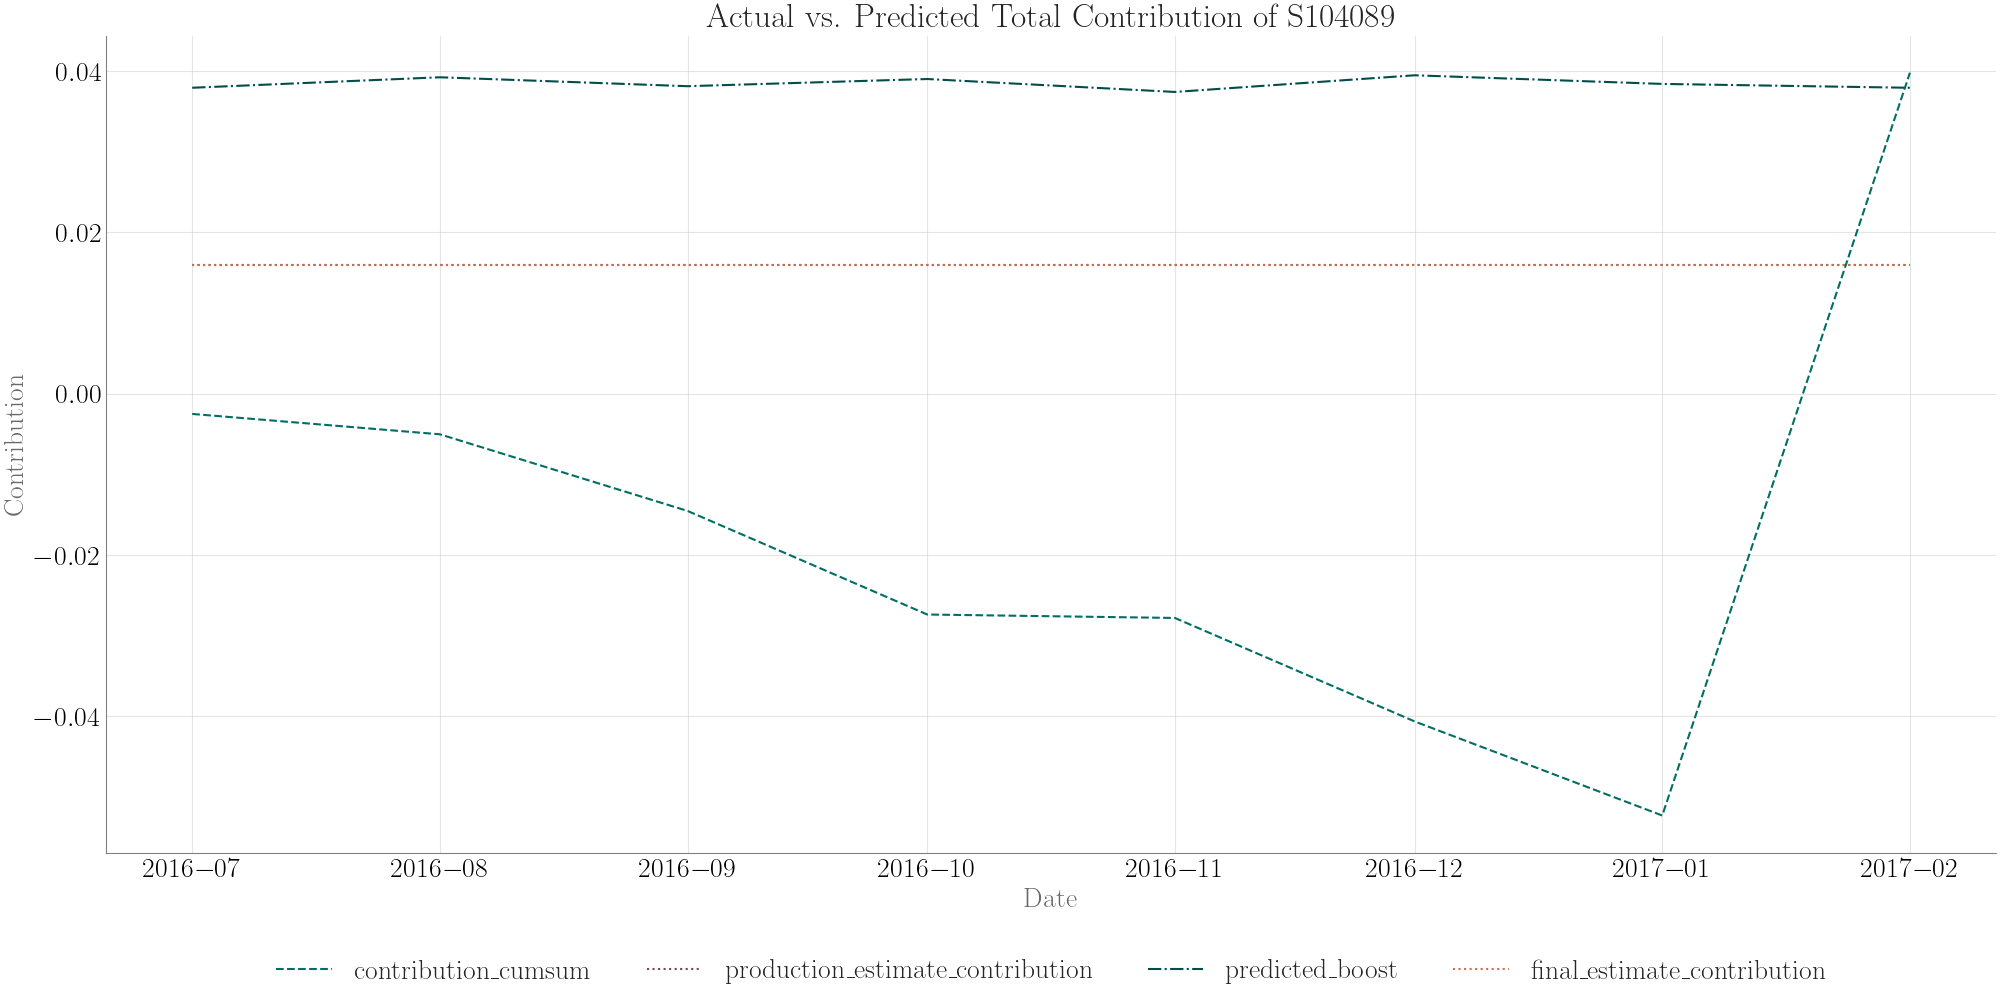 Actual vs. Predicted Total Contribution of S104089
0.04
0.02
0.00
−0.02
−0.04
Contribution
2016−07 2016−08 2016−09 2016−10 2016−11 2016−12 2017−01 2017−02
Date
contribution_cumsum production_estimate_contribution predicted_boost final_estimate_contribution